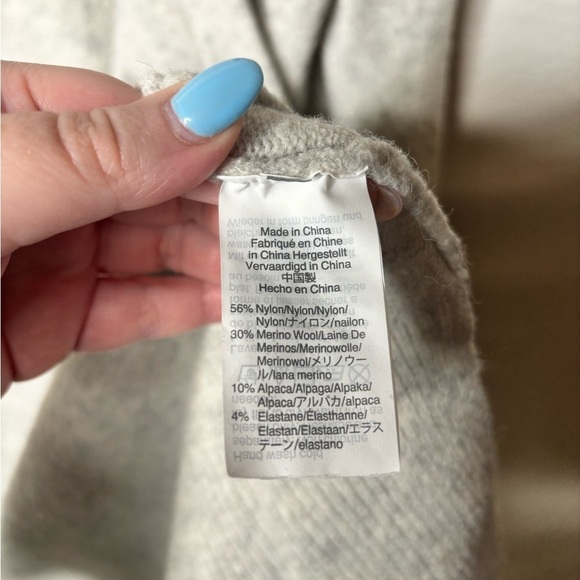 Made in China
Fabriqué en Chine
in China Hergestellt
Vervaardigd in China
中国製
Hecho en China
56% Nylon/Nylon/Nylon/
Nylon/ナイロン/nailon
30% Merino Wool/Laine De
Merinos/Merinowolle/
Merinowol/メリノウー
ル/lana merino
10% Alpaca/Alpaga/Alpaka/
Alpaca/アルパカ/alpaca
4% Elastane/Élasthanne/
Elastan/Elastaan/エラス
テーン/elastano